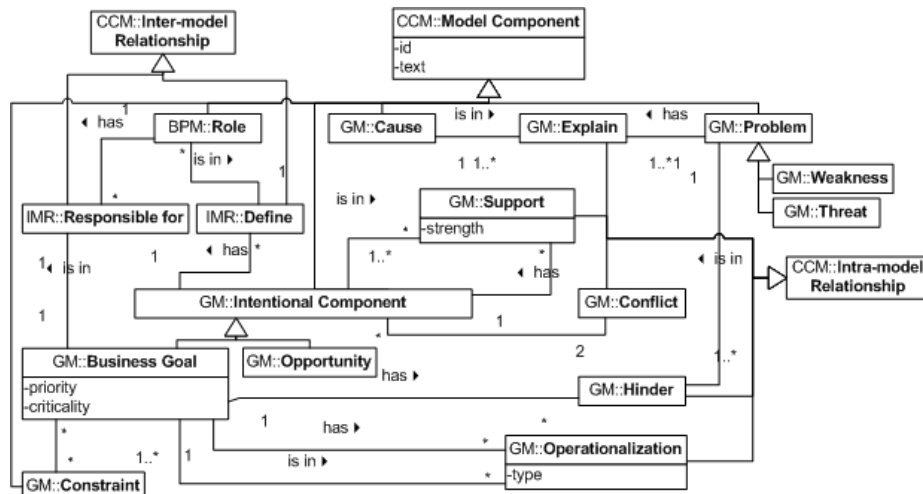 CCM::Inter-model
Relationship
CCM::Model Component
-id
-text
1
◄ has
is in ►
◄ has
BPM::Role
GM::Cause
GM::Explain
GM::Problem
*
is in ►
1
1 1..*
1..*1
1
GM::Weakness
*
is in ►
GM::Support
-strength
GM::Threat
IMR::Responsible for
IMR::Define
1
◄ is in
1
◄ has *
1..*
*
*
◄ has
◄ is in
CCM::Intra-model
Relationship
GM::Intentional Component
GM::Conflict
1
*
1
2
1..*
GM::Business Goal
-priority
-criticality
GM::Opportunity
has ►
GM::Hinder
1
*
has ►
*
*
GM::Operationalization
-type
*
1..*
1
is in ►
*
GM::Constraint